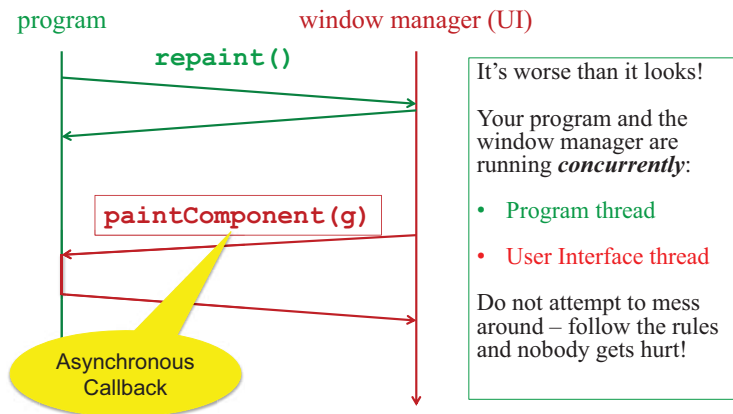 program
window manager (UI)
repaint()
paintComponent(g)
Asynchronous
Callback
It’s worse than it looks!
Your program and the
window manager are
running concurrently:
• Program thread
• User Interface thread
Do not attempt to mess
around – follow the rules
and nobody gets hurt!